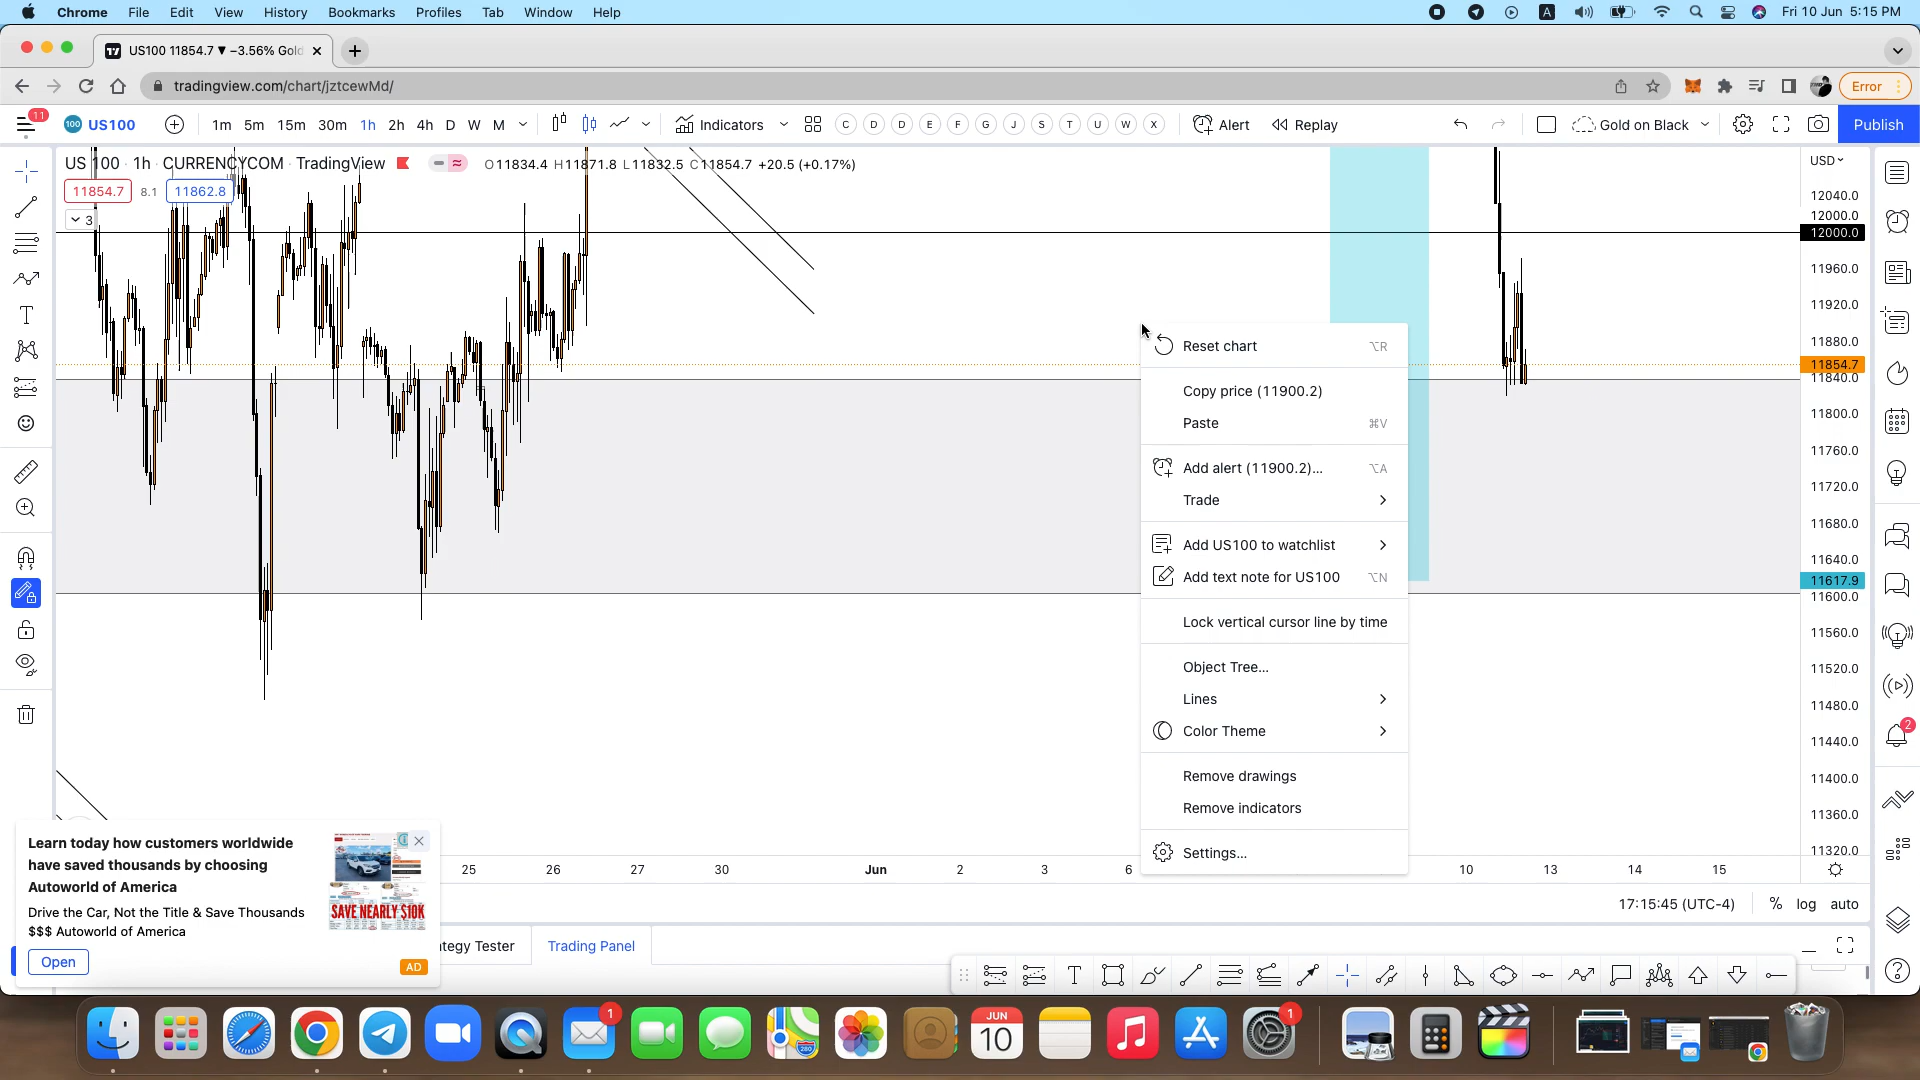 Chrome File Edit View History Bookmarks Profiles Tab Window Help A Fri 10 Jun 5:15 PM
US100 11854.7 ▼ −3.56% Gold
tradingview.com/chart/jztcewMd/ Error
11 100 US100 1m 5m 15m 30m 1h 2h 4h D W M Indicators C D D E F G J S T U W X Alert Replay Gold on Black Publish
US 100 · 1h · CURRENCYCOM · TradingView O11834.4 H11871.8 L11832.5 C11854.7 +20.5 (+0.17%) USD
11854.7 8.1 11862.8
3
12040.0
12000.0
12000.0
11960.0
11920.0
11880.0
11854.7
11840.0
11800.0
11760.0
11720.0
11680.0
11640.0
11617.9
11600.0
11560.0
11520.0
11480.0
11440.0
11400.0
11360.0
11320.0
Reset chart ⌥R
Copy price (11900.2)
Paste ⌘V
Add alert (11900.2)... ⌥A
Trade
Add US100 to watchlist
Add text note for US100 ⌥N
Lock vertical cursor line by time
Object Tree...
Lines
Color Theme
Remove drawings
Remove indicators
Settings...
2
25 26 27 30 Jun 2 3 6 10 13 14 15
17:15:45 (UTC-4) % log auto
Learn today how customers worldwide
have saved thousands by choosing
Autoworld of America
Drive the Car, Not the Title & Save Thousands
$$$ Autoworld of America
Open
AD
SAVE NEARLY $10K
ategy Tester Trading Panel
1 JUN 1
10